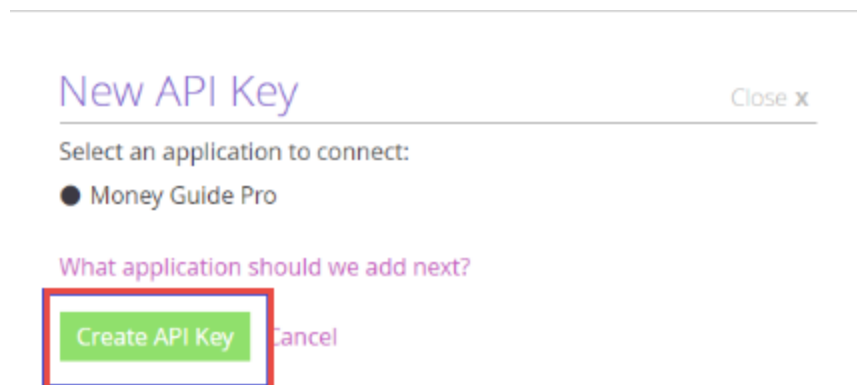 New API Key
Close x
Select an application to connect:
Money Guide Pro
What application should we add next?
Create API Key
Cancel